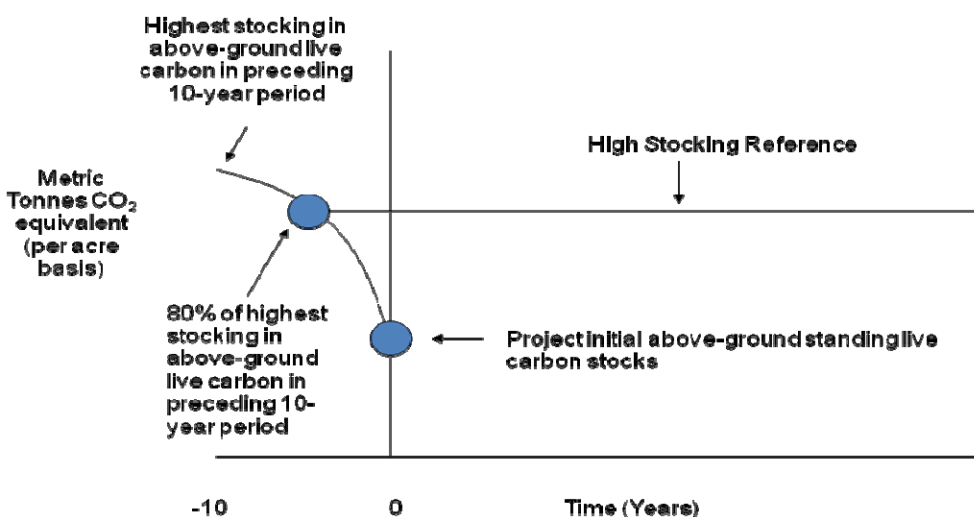 Highest stocking in
above-ground live
carbon in preceding
10-year period
High Stocking Reference
Metric
Tonnes CO₂
equivalent
(per acre
basis)
80% of highest
stocking in
above-ground
live carbon in
preceding 10-
year period
Project initial above-ground standing live
carbon stocks
-10
0
Time (Years)